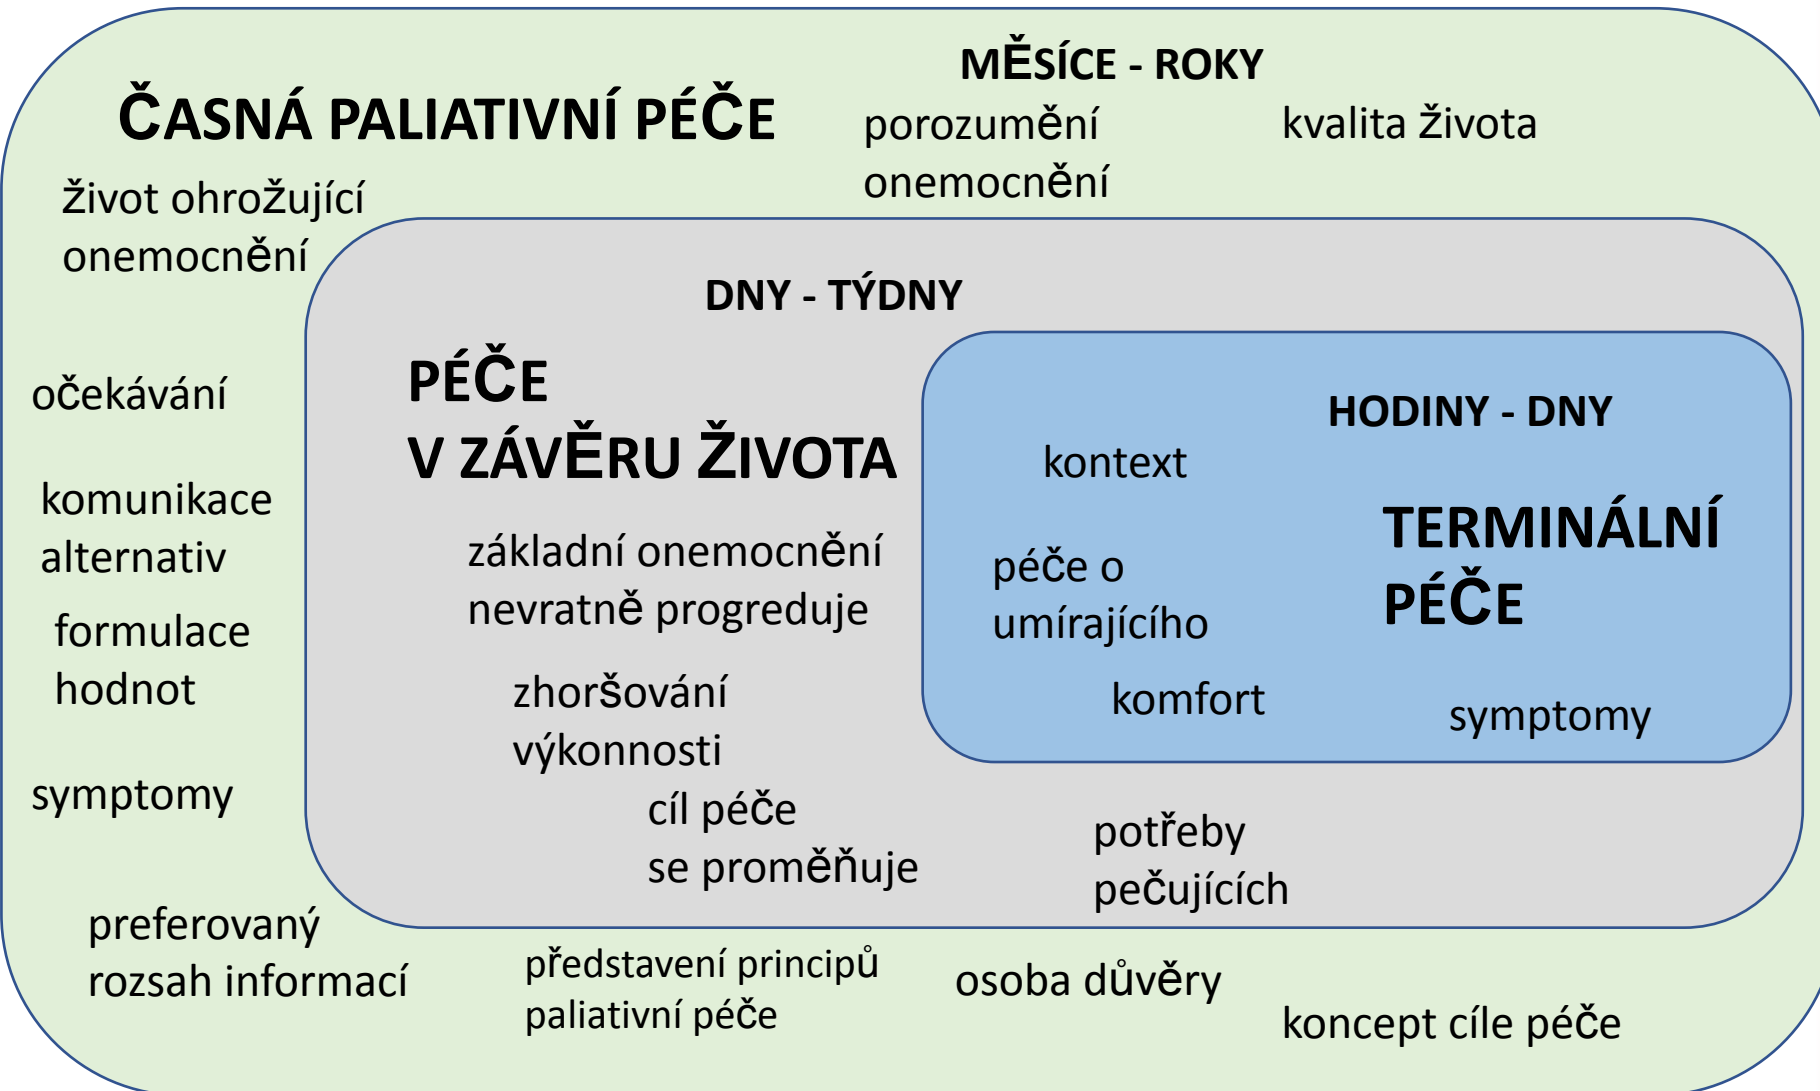 MĚSÍCE - ROKY
ČASNÁ PALIATIVNÍ PÉČE
porozumění
onemocnění
kvalita života
život ohrožující
onemocnění
očekávání
komunikace
alternativ
formulace
hodnot
symptomy
preferovaný
rozsah informací
představení principů
paliativní péče
osoba důvěry
koncept cíle péče
DNY - TÝDNY
PÉČE
V ZÁVĚRU ŽIVOTA
základní onemocnění
nevratně progreduje
zhoršování
výkonnosti
cíl péče
se proměňuje
potřeby
pečujících
HODINY - DNY
kontext
TERMINÁLNÍ
PÉČE
péče o
umírajícího
komfort
symptomy